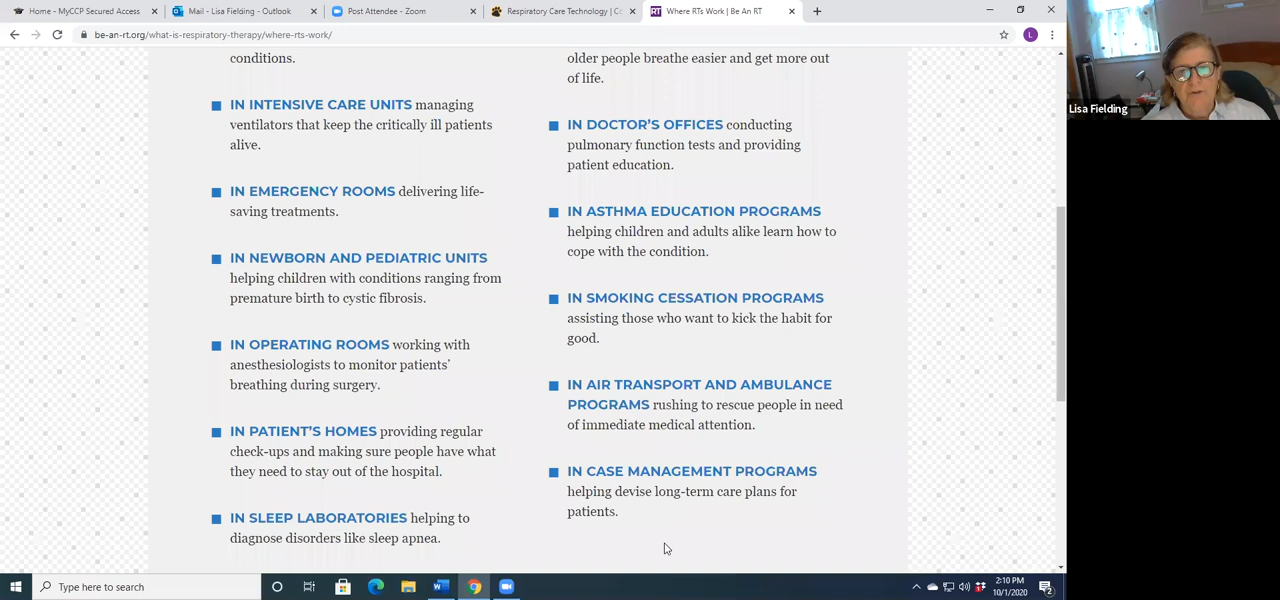 Home - MyCCP Secured Access
Mail - Lisa Fielding - Outlook
Post Attendee - Zoom
Respiratory Care Technology | Co
RT
Where RTs Work | Be An RT
be-an-rt.org/what-is-respiratory-therapy/where-rts-work/
L
conditions.
IN INTENSIVE CARE UNITS managing
ventilators that keep the critically ill patients
alive.
IN EMERGENCY ROOMS delivering life-
saving treatments.
IN NEWBORN AND PEDIATRIC UNITS
helping children with conditions ranging from
premature birth to cystic fibrosis.
IN OPERATING ROOMS working with
anesthesiologists to monitor patients’
breathing during surgery.
IN PATIENT’S HOMES providing regular
check-ups and making sure people have what
they need to stay out of the hospital.
IN SLEEP LABORATORIES helping to
diagnose disorders like sleep apnea.
older people breathe easier and get more out
of life.
IN DOCTOR’S OFFICES conducting
pulmonary function tests and providing
patient education.
IN ASTHMA EDUCATION PROGRAMS
helping children and adults alike learn how to
cope with the condition.
IN SMOKING CESSATION PROGRAMS
assisting those who want to kick the habit for
good.
IN AIR TRANSPORT AND AMBULANCE
PROGRAMS rushing to rescue people in need
of immediate medical attention.
IN CASE MANAGEMENT PROGRAMS
helping devise long-term care plans for
patients.
Lisa Fielding
Type here to search
2:10 PM
10/1/2020
2